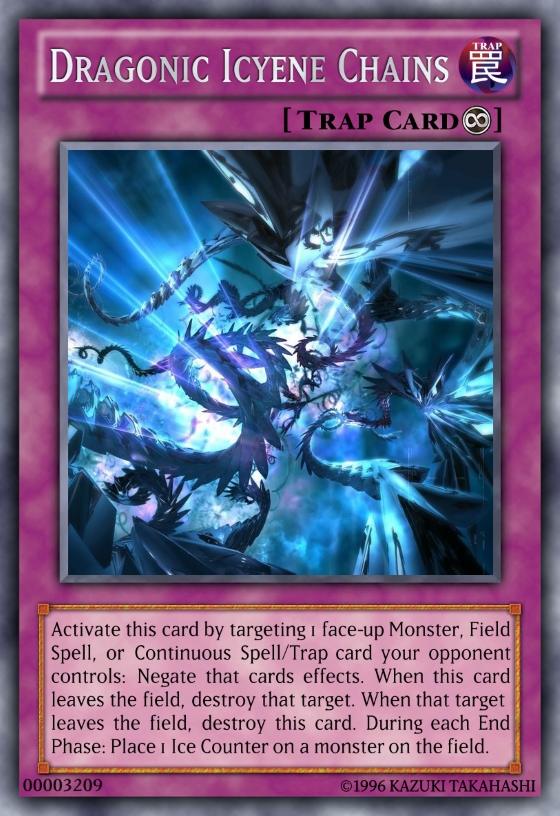 DRAGONIC ICYENE CHAINS
TRAP
罠
[TRAP CARD∞]
Activate this card by targeting 1 face-up Monster, Field
Spell, or Continuous Spell/Trap card your opponent
controls: Negate that cards effects. When this card
leaves the field, destroy that target. When that target
leaves the field, destroy this card. During each End
Phase: Place 1 Ice Counter on a monster on the field.
00003209
©1996 KAZUKI TAKAHASHI